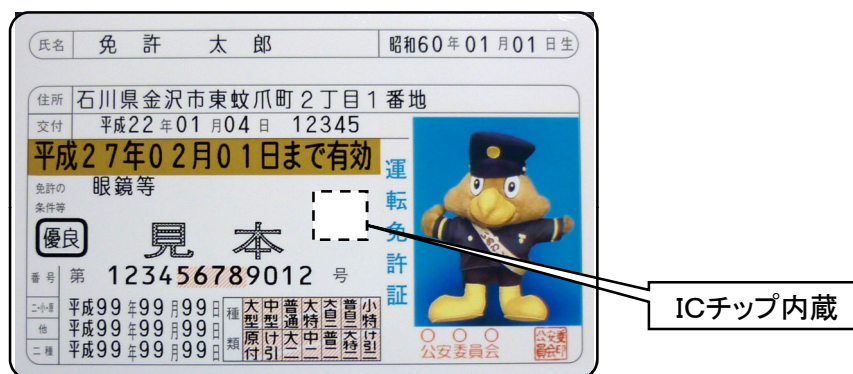 氏名 免許 太郎 昭和60年01月01日生
住所 石川県金沢市東蚊爪町2丁目1番地
交付 平成22年01月04日 12345
平成27年02月01日まで有効
免許の
条件等
眼鏡等
運転免許証
優良
見本
番号 第 123456789012 号
二・小・原 平成99年99月99日
他 平成99年99月99日
二種 平成99年99月99日
種類
大型 中型 普通 大特 大自二 普自二 小特
原付 け引 大二 中二 普二 大特二 け引二
○○○
公安委員会
ICチップ内蔵